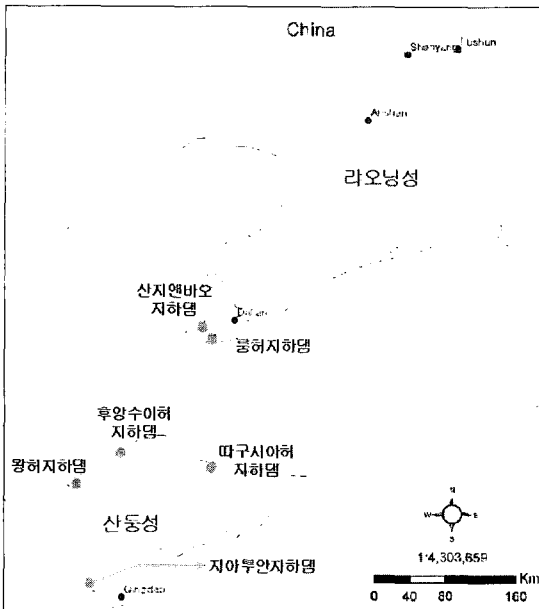 China
Shenyang
Fushun
Anshan
랴오닝성
산지앤바오
지하댐
Dalian
룽허지하댐
후앙수이허
지하댐
따구시아허
지하댐
왕허지하댐
산둥성
지아뚜안지하댐
Qingdao
N
W
E
S
1:4,303,659
Km
0 40 80 160